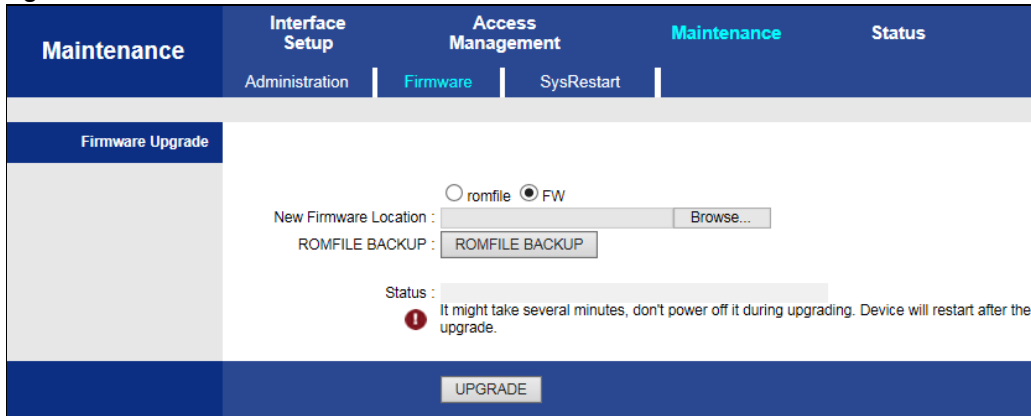 Maintenance
Interface Setup
Access Management
Maintenance
Status
Administration
Firmware
SysRestart
Firmware Upgrade
romfile FW
New Firmware Location : Browse...
ROMFILE BACKUP : ROMFILE BACKUP
Status :
It might take several minutes, don't power off it during upgrading. Device will restart after the
upgrade.
UPGRADE